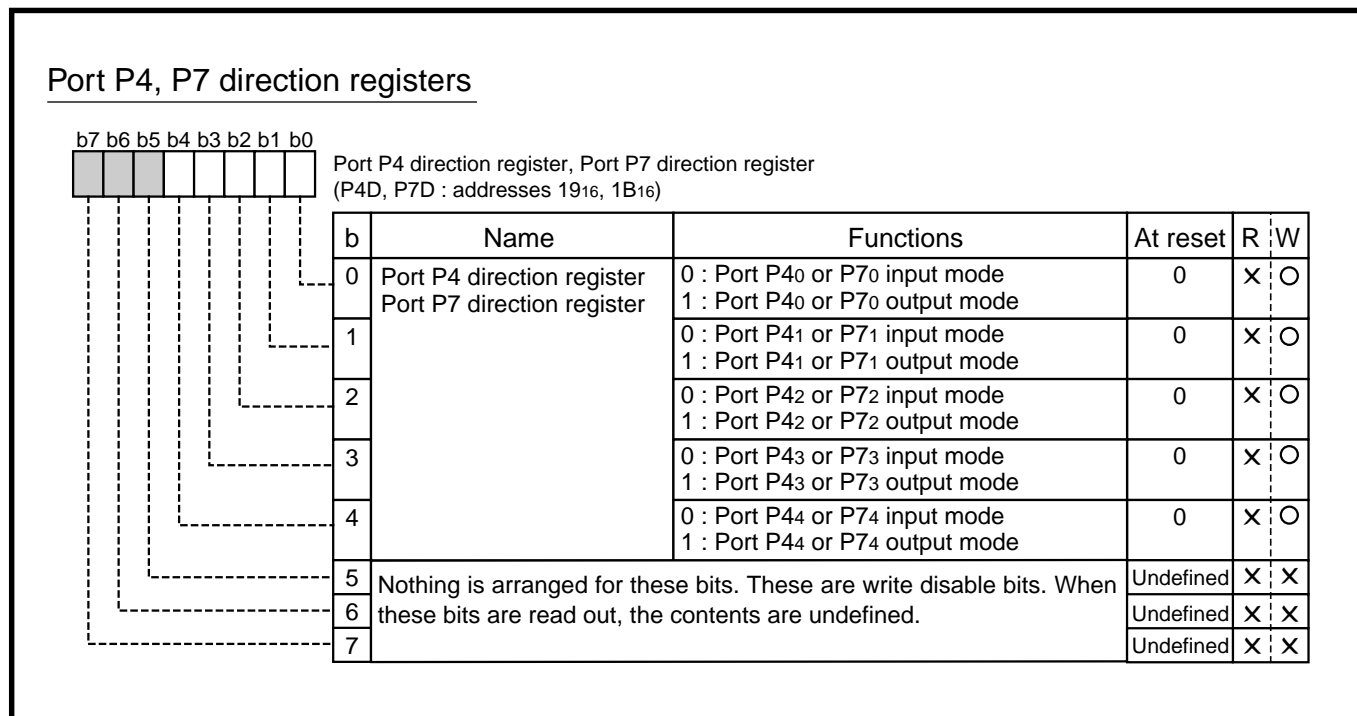 Port P4, P7 direction registers
b7 b6 b5 b4 b3 b2 b1 b0
Port P4 direction register, Port P7 direction register
(P4D, P7D : addresses 1916, 1B16)
b Name Functions At reset R W
0 Port P4 direction register 0 : Port P40 or P70 input mode 0 X O
Port P7 direction register 1 : Port P40 or P70 output mode
1 0 : Port P41 or P71 input mode 0 X O
1 : Port P41 or P71 output mode
2 0 : Port P42 or P72 input mode 0 X O
1 : Port P42 or P72 output mode
3 0 : Port P43 or P73 input mode 0 X O
1 : Port P43 or P73 output mode
4 0 : Port P44 or P74 input mode 0 X O
1 : Port P44 or P74 output mode
5 Nothing is arranged for these bits. These are write disable bits. When Undefined X X
6 these bits are read out, the contents are undefined. Undefined X X
7 Undefined X X